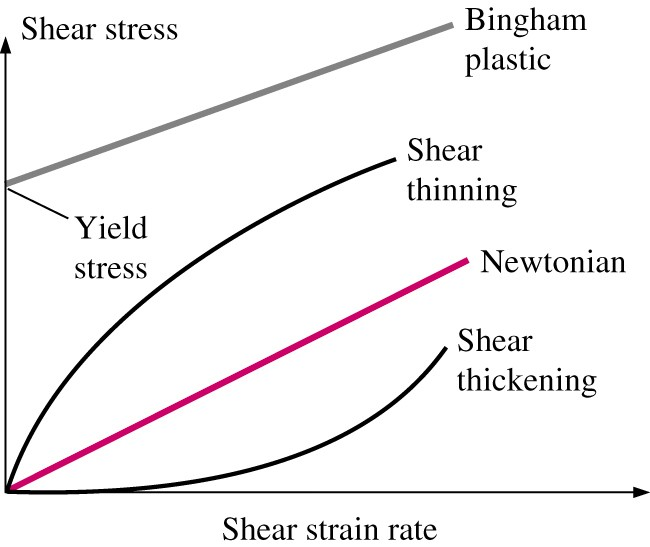 Shear stress
Bingham
plastic
Shear
thinning
Yield
stress
Newtonian
Shear
thickening
Shear strain rate